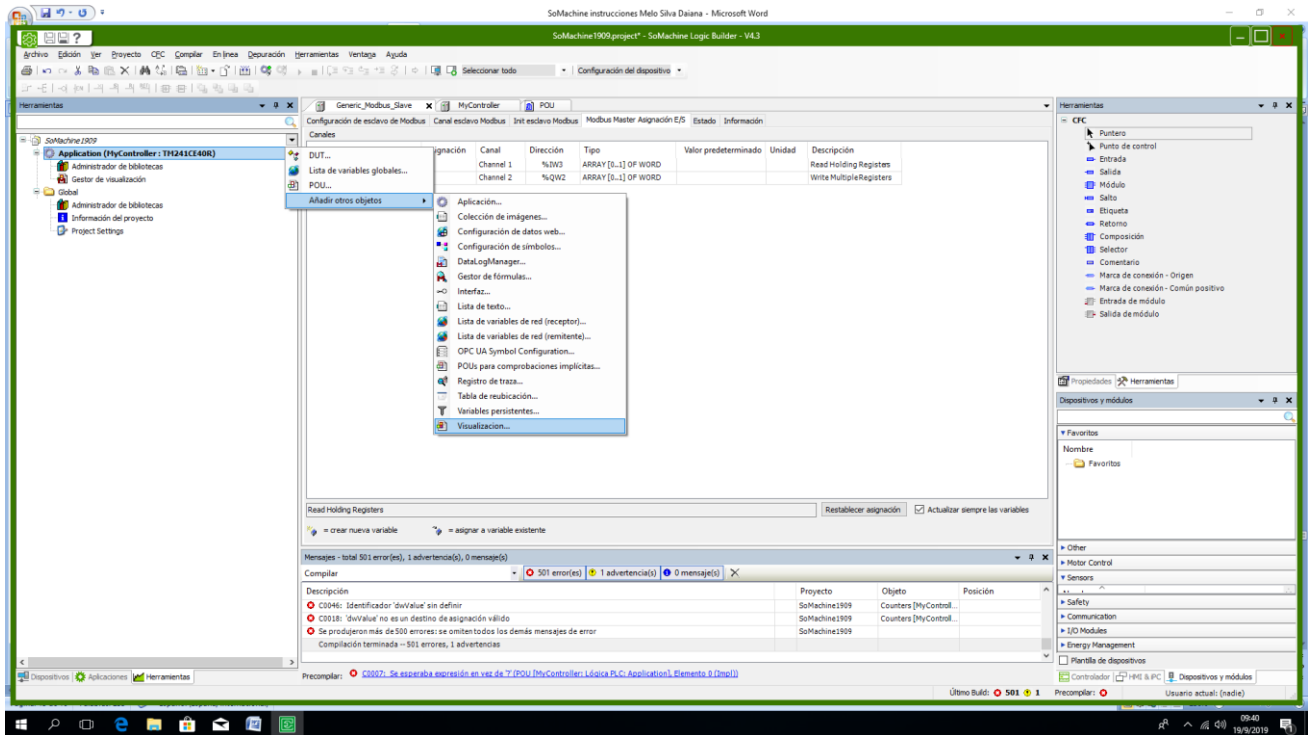 SoMachine instrucciones Melo Silva Daiana - Microsoft Word
SoMachine1909.project* - SoMachine Logic Builder - V4.3
Archivo Edición Ver Proyecto CFC Compilar En línea Depuración Herramientas Ventana Ayuda
Seleccionar todo Configuración del dispositivo
Herramientas
SoMachine1909
Application (MyController : TM241CE40R)
Administrador de bibliotecas
Gestor de visualización
Global
Administrador de bibliotecas
Información del proyecto
Project Settings
Dispositivos Aplicaciones Herramientas
DUT...
Lista de variables globales...
POU...
Añadir otros objetos
Aplicación...
Colección de imágenes...
Configuración de datos web...
Configuración de símbolos...
DataLogManager...
Gestor de fórmulas...
Interfaz...
Lista de texto...
Lista de variables de red (receptor)...
Lista de variables de red (remitente)...
OPC UA Symbol Configuration...
POUs para comprobaciones implícitas...
Registro de traza...
Tabla de reubicación...
Variables persistentes...
Visualizacion...
Generic_Modbus_Slave MyController POU
Configuración de esclavo de Modbus Canal esclavo Modbus Init esclavo Modbus Modbus Master Asignación E/S Estado Información
Canales
ignación Canal Dirección Tipo Valor predeterminado Unidad Descripción
Channel 1 %IW3 ARRAY [0..1] OF WORD Read Holding Registers
Channel 2 %QW2 ARRAY [0..1] OF WORD Write Multiple Registers
Read Holding Registers Restablecer asignación Actualizar siempre las variables
= crear nueva variable = asignar a variable existente
Mensajes - total 501 error(es), 1 advertencia(s), 0 mensaje(s)
Compilar 501 error(es) 1 advertencia(s) 0 mensaje(s)
Descripción Proyecto Objeto Posición
C0046: Identificador 'dwValue' sin definir SoMachine1909 Counters [MyControll...
C0018: 'dwValue' no es un destino de asignación válido SoMachine1909 Counters [MyControll...
Se produjeron más de 500 errores: se omiten todos los demás mensajes de error SoMachine1909
Compilación terminada -- 501 errores, 1 advertencias
Precompilar: C0007: Se esperaba expresión en vez de '?' (POU [MyController: Lógica PLC: Application], Elemento 0 (Impl))
Herramientas
CFC
Puntero
Punto de control
Entrada
Salida
Módulo
Salto
Etiqueta
Retorno
Composición
Selector
Comentario
Marca de conexión - Origen
Marca de conexión - Común positivo
Entrada de módulo
Salida de módulo
Propiedades Herramientas
Dispositivos y módulos
Favoritos
Nombre
Favoritos
Other
Motor Control
Sensors
Safety
Communication
I/O Modules
Energy Management
Plantilla de dispositivos
Controlador HMI & iPC Dispositivos y módulos
Último Build: 501 1 Precompilar: Usuario actual: (nadie)
09:40
19/9/2019